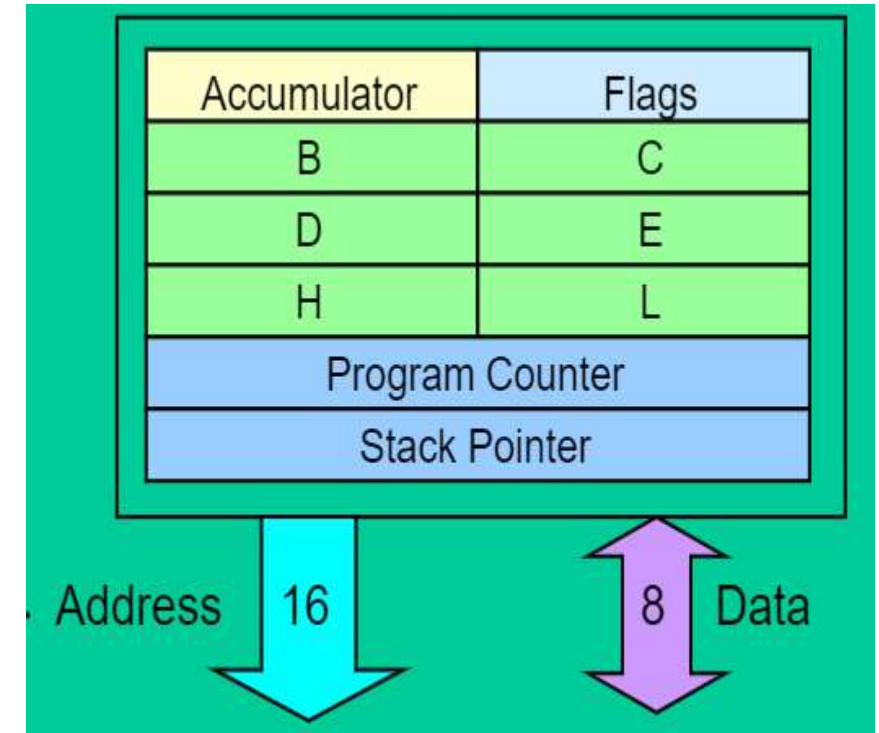 Accumulator Flags
B C
D E
H L
Program Counter
Stack Pointer
Address 16 8 Data